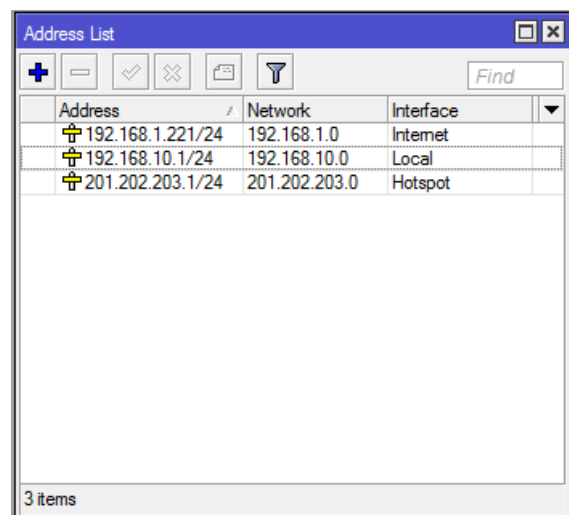 Address List
Find
Address Network Interface
192.168.1.221/24 192.168.1.0 Internet
192.168.10.1/24 192.168.10.0 Local
201.202.203.1/24 201.202.203.0 Hotspot
3 items